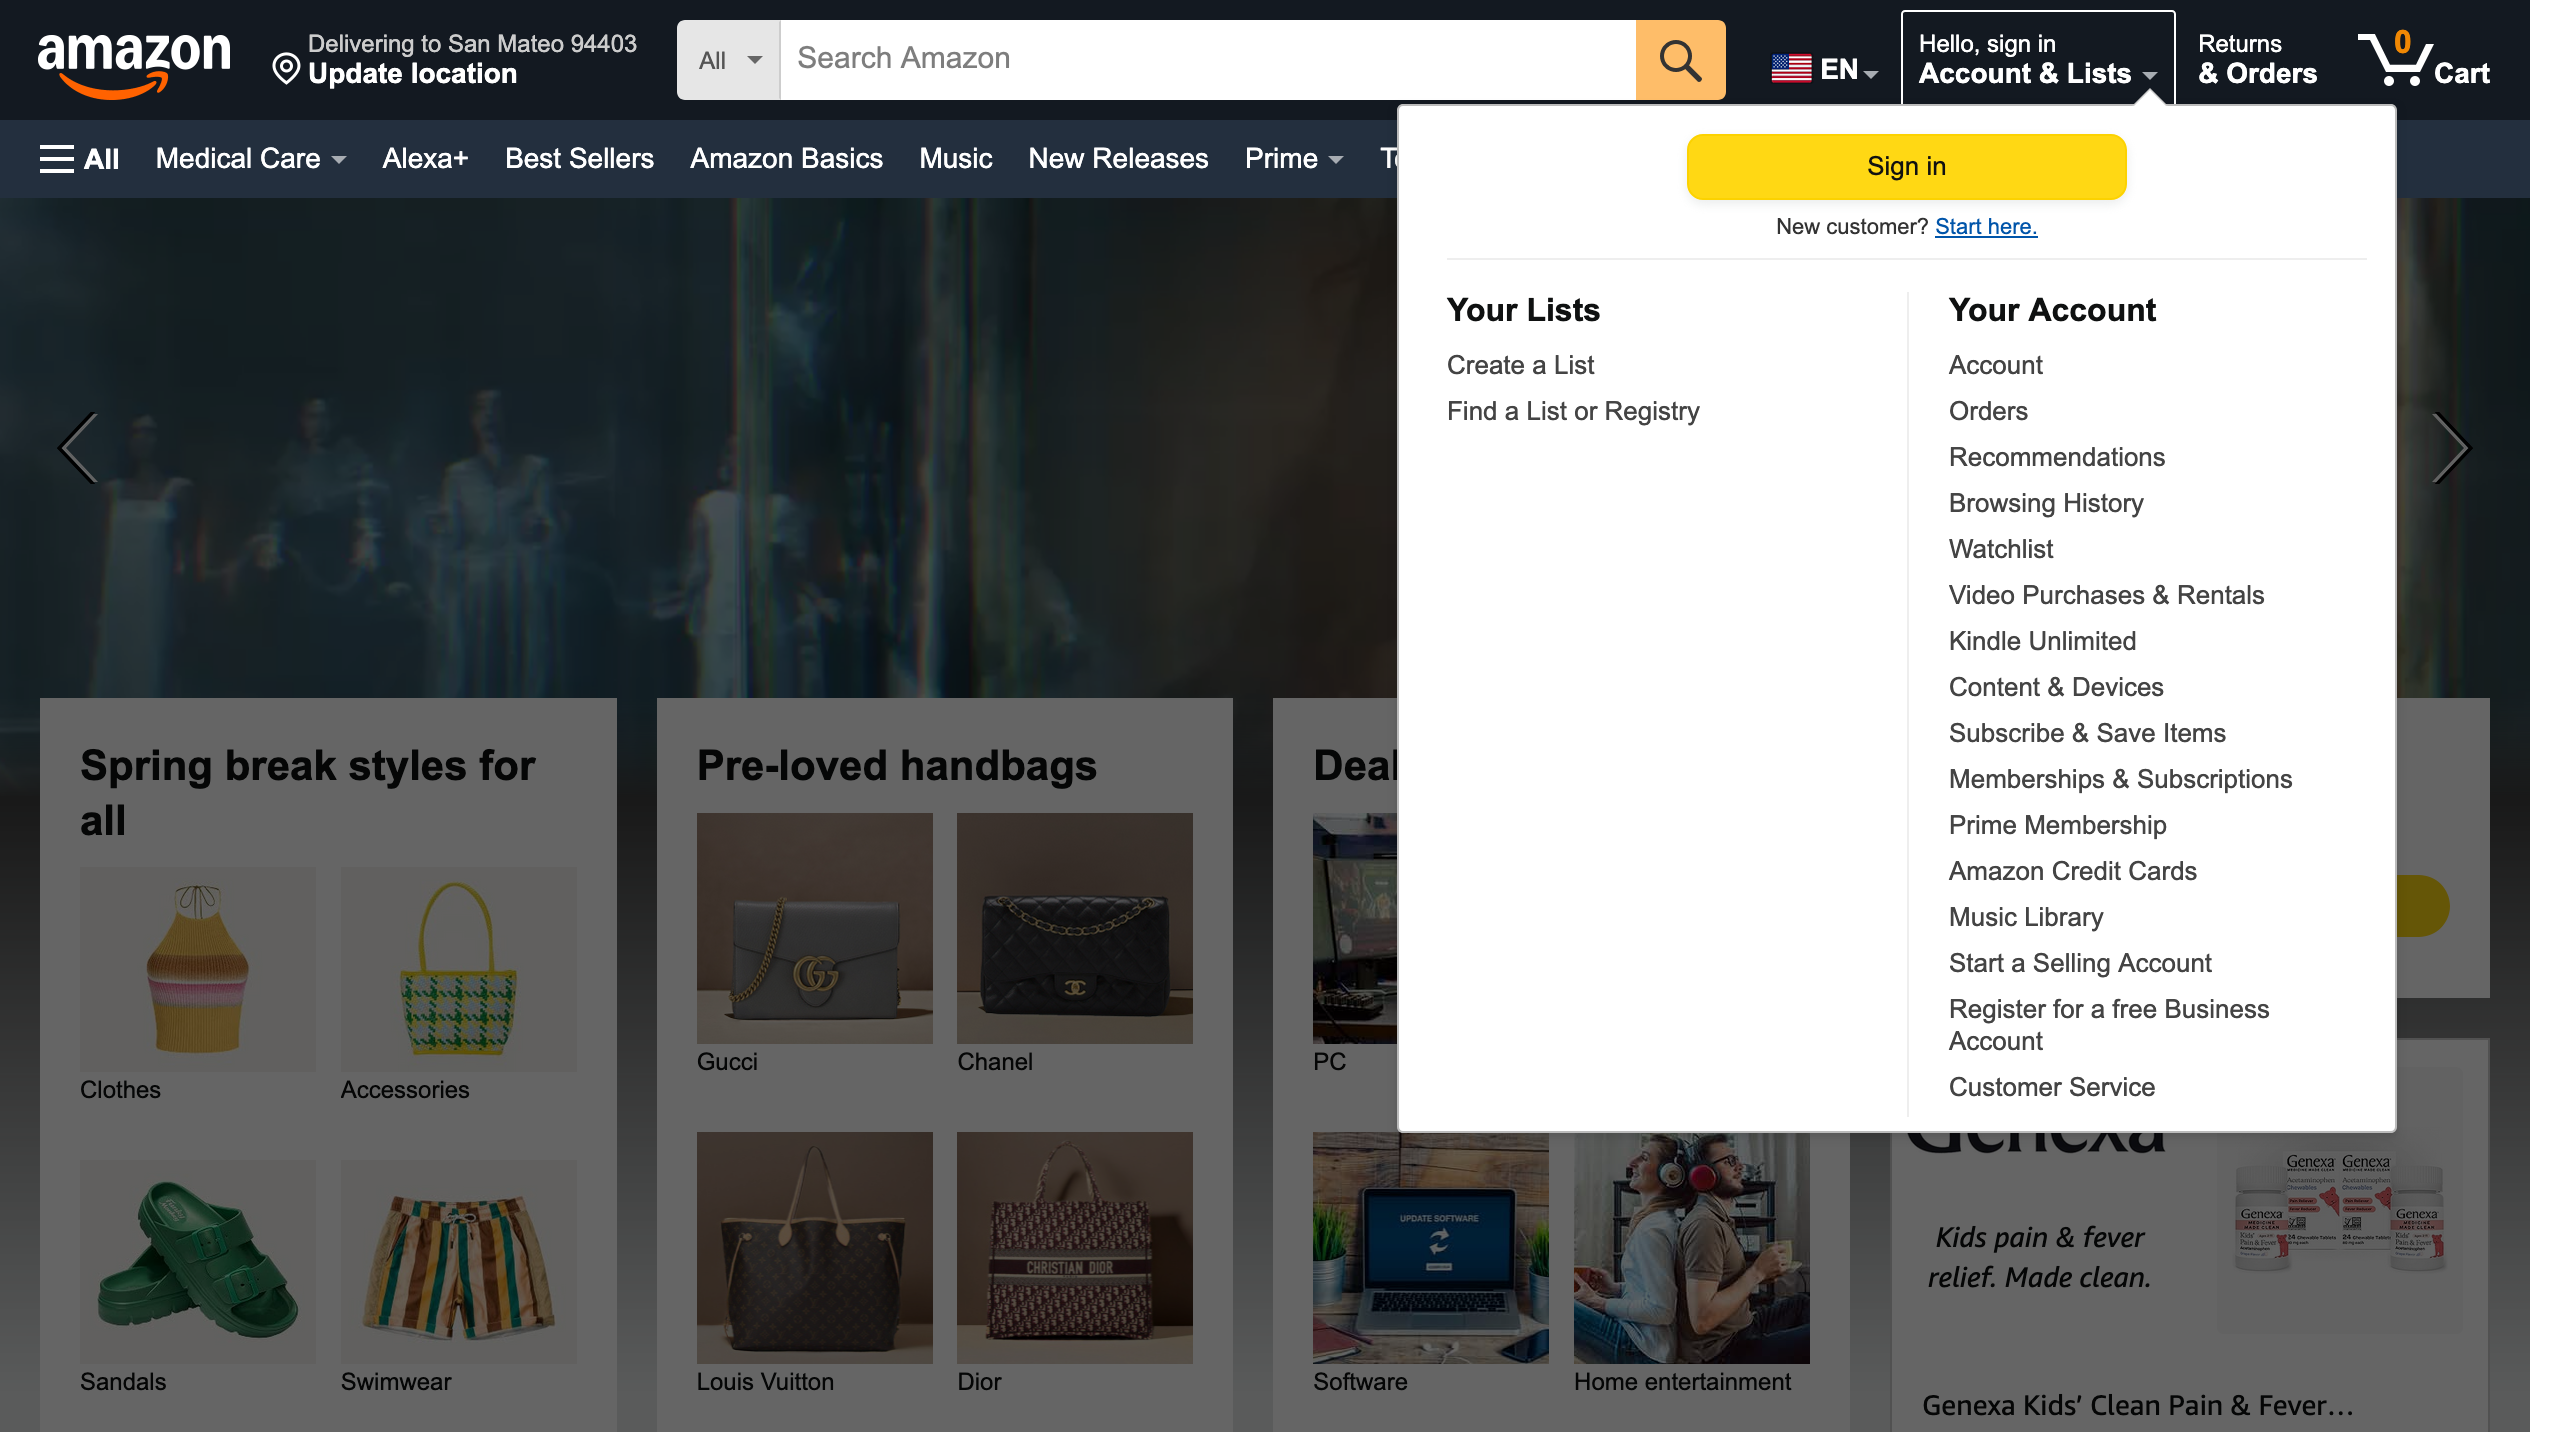 amazon
Delivering to San Mateo 94403
Update location
All
Search Amazon
EN
Hello, sign in
Account & Lists
Returns
& Orders
0
Cart
All
Medical Care
Alexa+
Best Sellers
Amazon Basics
Music
New Releases
Prime
Sign in
New customer? Start here.
Your Lists
Create a List
Find a List or Registry
Your Account
Account
Orders
Recommendations
Browsing History
Watchlist
Video Purchases & Rentals
Kindle Unlimited
Content & Devices
Subscribe & Save Items
Memberships & Subscriptions
Prime Membership
Amazon Credit Cards
Music Library
Start a Selling Account
Register for a free Business
Account
Customer Service
Spring break styles for
all
Clothes
Accessories
Sandals
Swimwear
Pre-loved handbags
Gucci
Chanel
Louis Vuitton
CHRISTIAN DIOR
Dior
PC
UPDATE SOFTWARE
Software
Home entertainment
Genexa
Kids pain & fever
relief. Made clean.
Genexa
Genexa
Genexa
Genexa
Genexa Kids' Clean Pain & Fever…